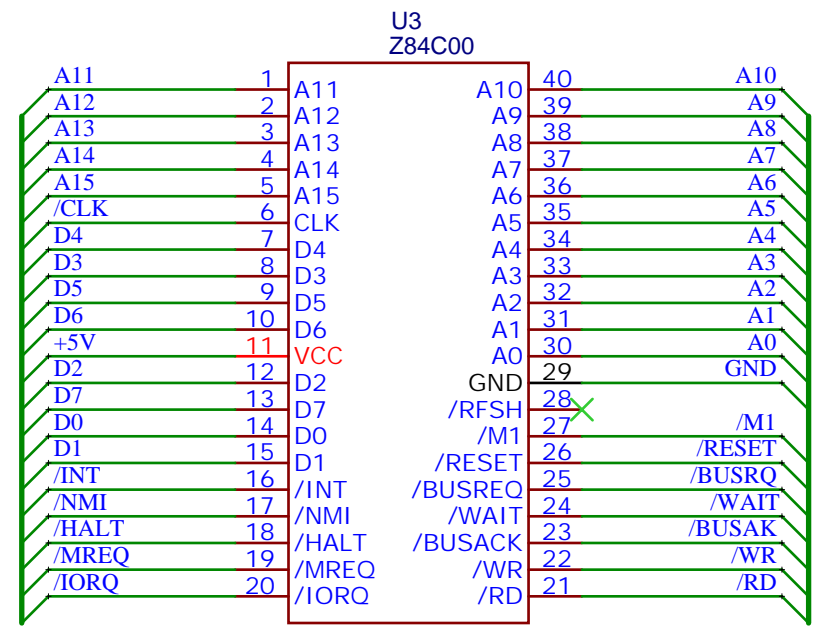 U3
Z84C00
A11 1 A11 A10 40 A10
A12 2 A12 A9 39 A9
A13 3 A13 A8 38 A8
A14 4 A14 A7 37 A7
A15 5 A15 A6 36 A6
/CLK 6 CLK A5 35 A5
D4 7 D4 A4 34 A4
D3 8 D3 A3 33 A3
D5 9 D5 A2 32 A2
D6 10 D6 A1 31 A1
+5V 11 VCC A0 30 A0
D2 12 D2 GND 29 GND
D7 13 D7 /RFSH 28
D0 14 D0 /M1 27 /M1
D1 15 D1 /RESET 26 /RESET
/INT 16 /INT /BUSREQ 25 /BUSRQ
/NMI 17 /NMI /WAIT 24 /WAIT
/HALT 18 /HALT /BUSACK 23 /BUSAK
/MREQ 19 /MREQ /WR 22 /WR
/IORQ 20 /IORQ /RD 21 /RD